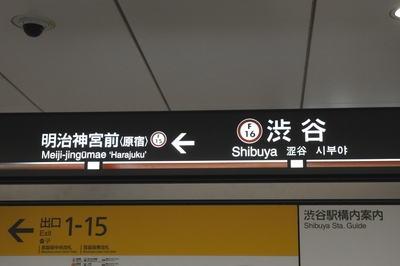 明治神宮前〈原宿〉 F 15
Meiji-jingūmae 'Harajuku'
F 16 渋谷
Shibuya 涩谷 시부야
出口 1-15
Exit
渋谷駅構内案内
Shibuya Sta. Guide